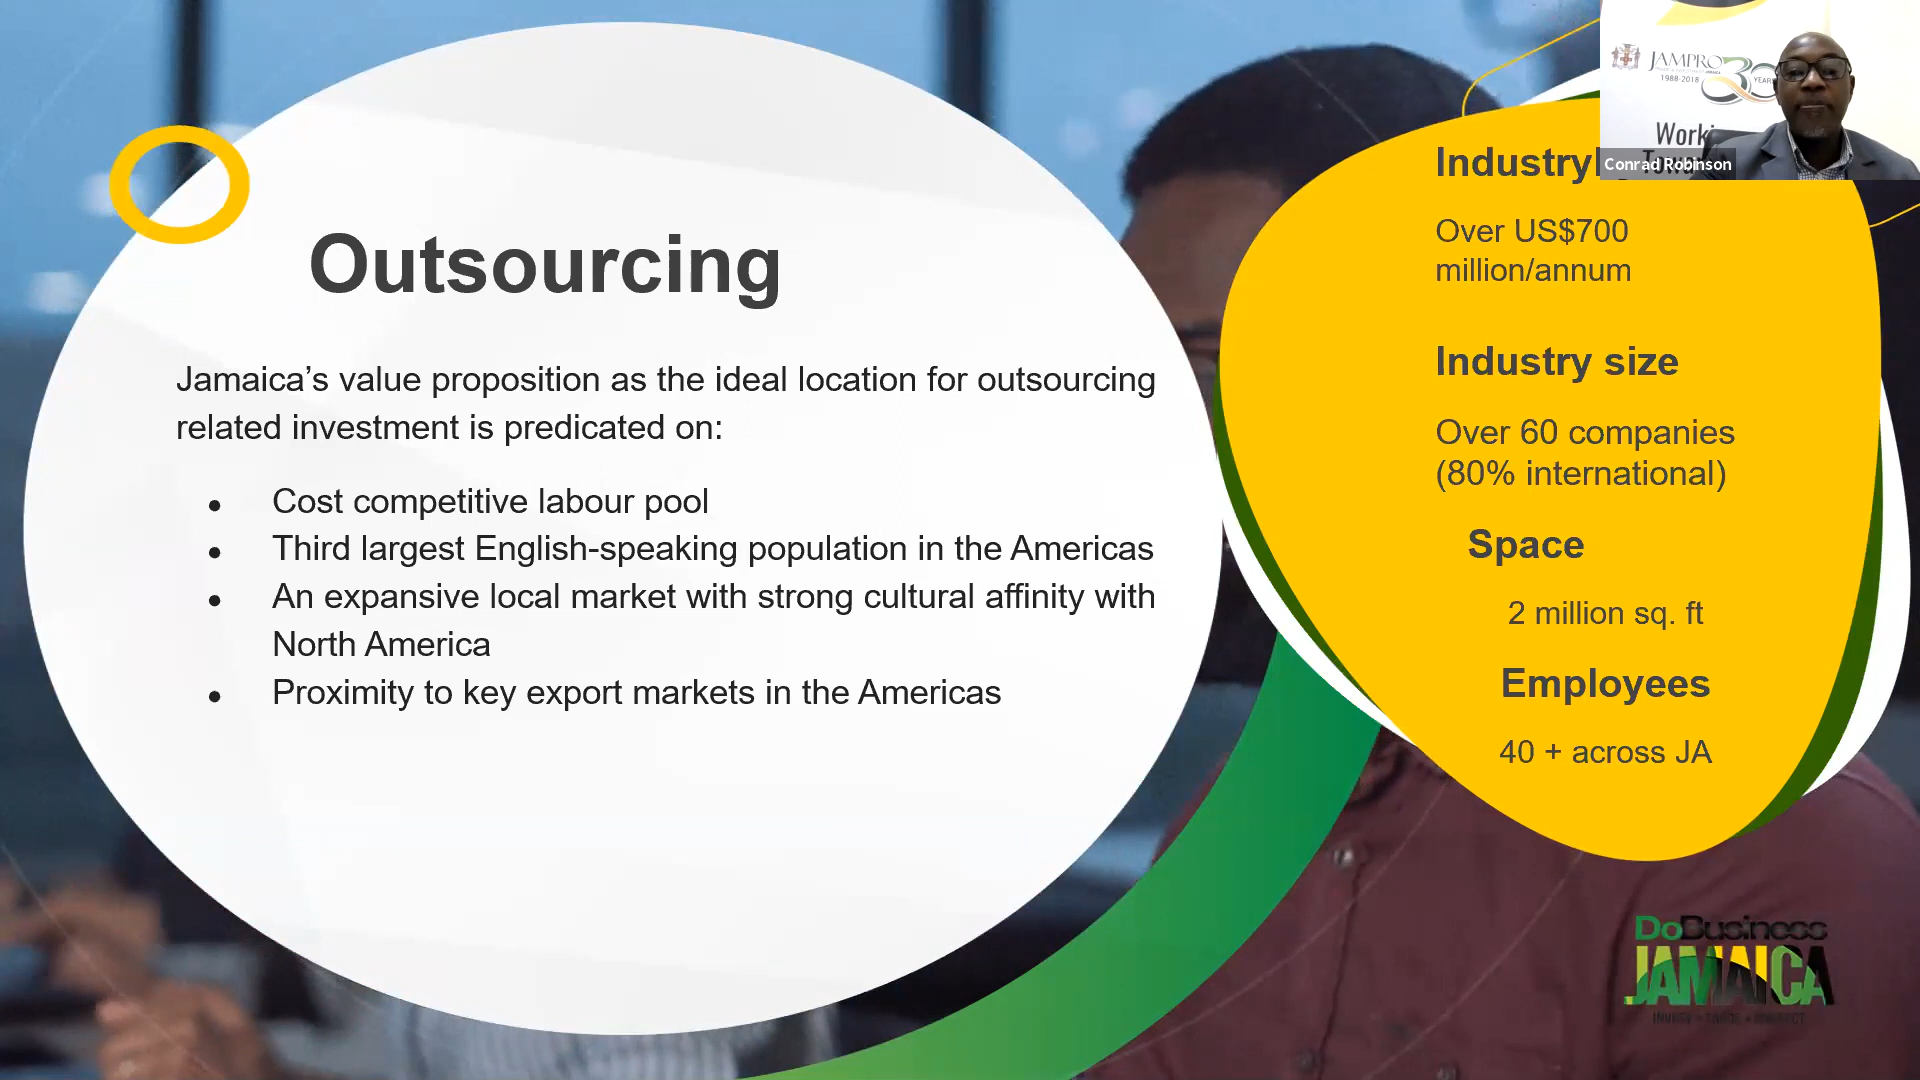 Outsourcing
Jamaica’s value proposition as the ideal location for outsourcing
related investment is predicated on:
● Cost competitive labour pool
● Third largest English-speaking population in the Americas
● An expansive local market with strong cultural affinity with
North America
● Proximity to key export markets in the Americas
Industry
Over US$700
million/annum
Industry size
Over 60 companies
(80% international)
Space
2 million sq. ft
Employees
40 + across JA
JAMPRO
1988-2018
30
YEARS
Conrad Robinson
DoBusiness
JAMAICA